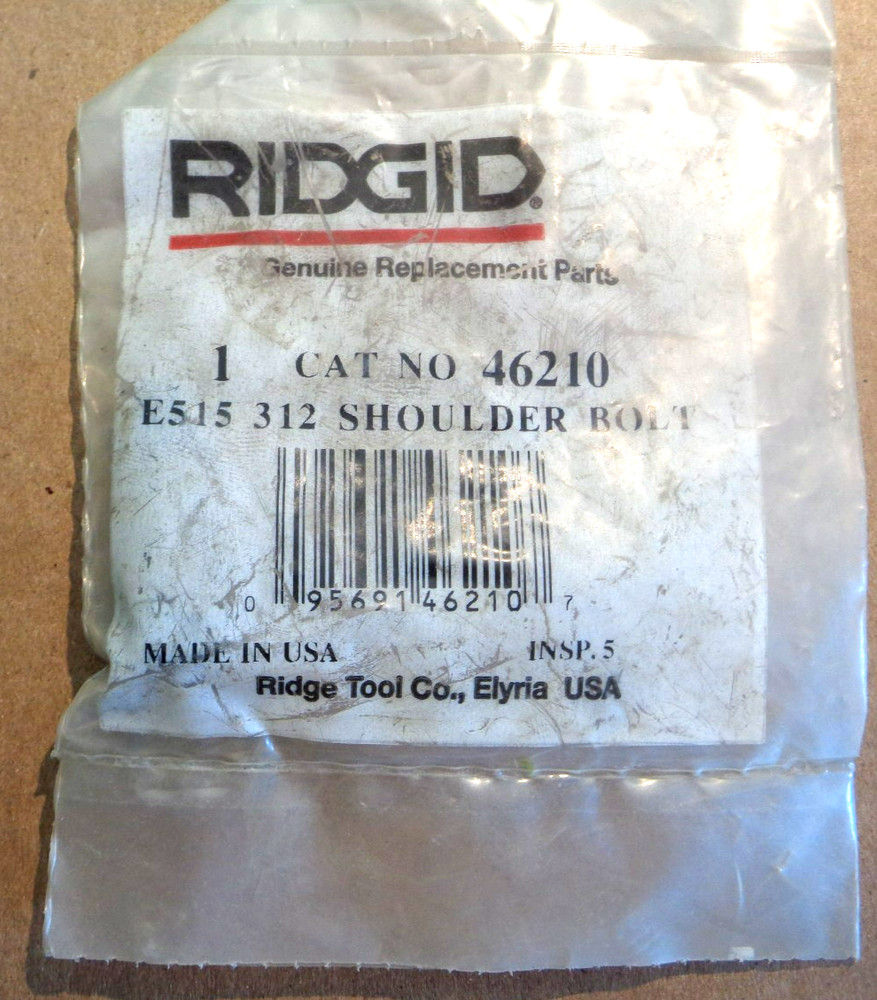 RIDGID®
Genuine Replacement Parts
1 CAT NO 46210
E515 312 SHOULDER BOLT
0 95691 46210 7
MADE IN USA INSP. 5
Ridge Tool Co., Elyria USA